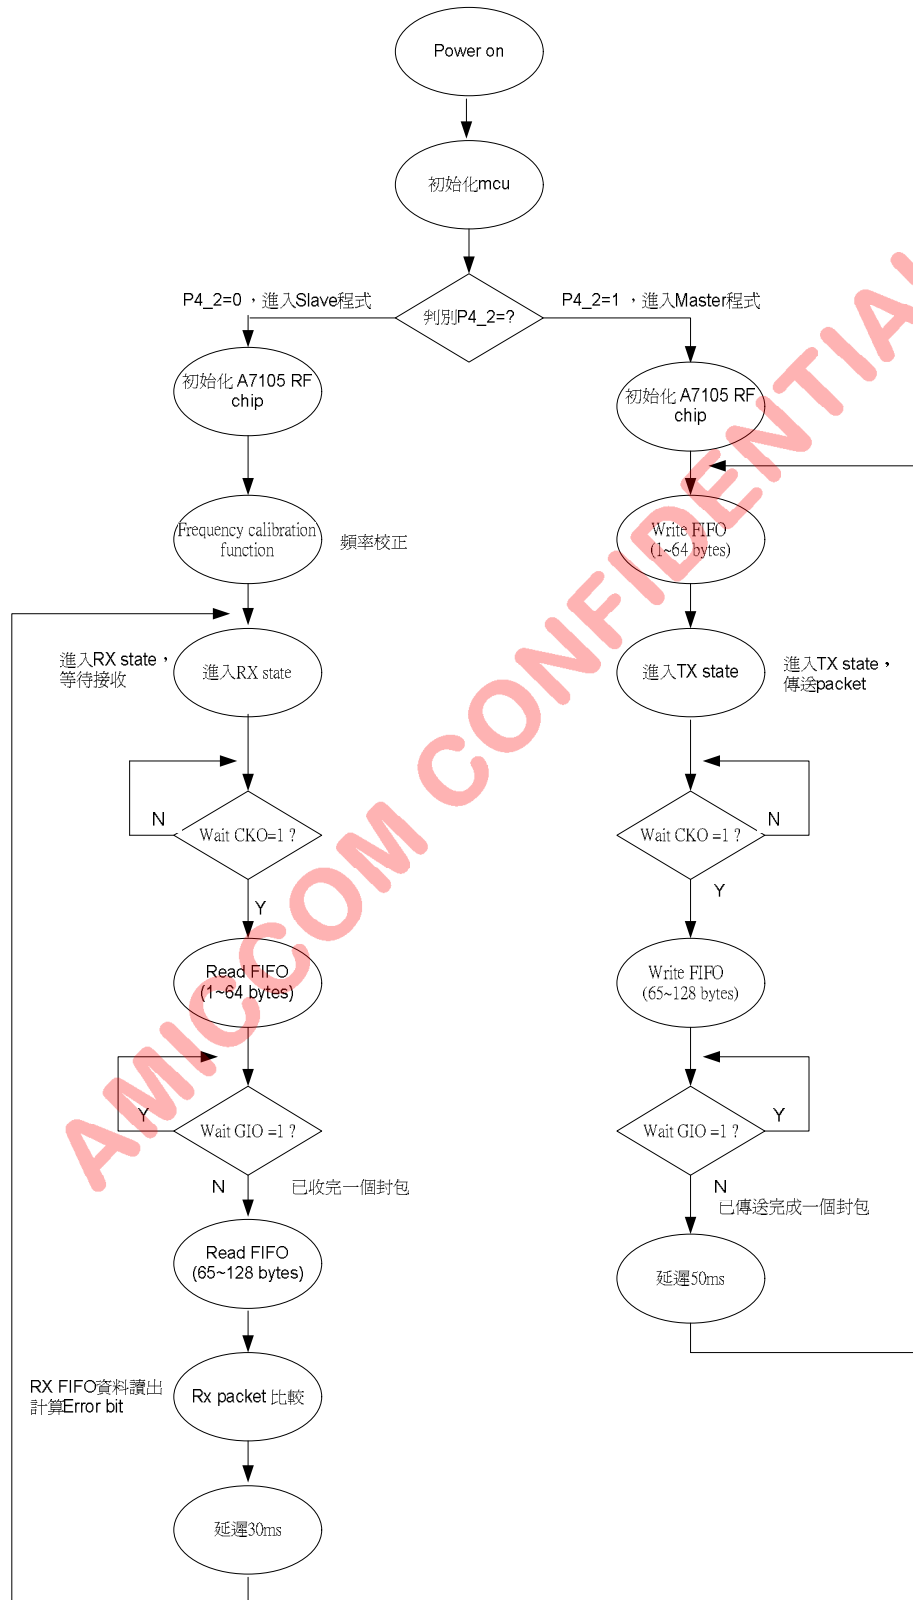 Power on
初始化mcu
P4_2=0 ，進入Slave程式
P4_2=1 ，進入Master程式
判別P4_2=?
初始化 A7105 RF
chip
初始化 A7105 RF
chip
Frequency calibration
function
頻率校正
Write FIFO
(1~64 bytes)
進入RX state，
等待接收
進入RX state
進入TX state
進入TX state，
傳送packet
N
Wait CKO=1 ?
Y
Wait CKO =1 ?
N
Y
Read FIFO
(1~64 bytes)
Write FIFO
(65~128 bytes)
Y
Wait GIO =1 ?
N
已收完一個封包
Wait GIO =1 ?
Y
N
已傳送完成一個封包
Read FIFO
(65~128 bytes)
延遲50ms
RX FIFO資料讀出
計算Error bit
Rx packet 比較
延遲30ms
AMICCOM CONFIDENTIAL